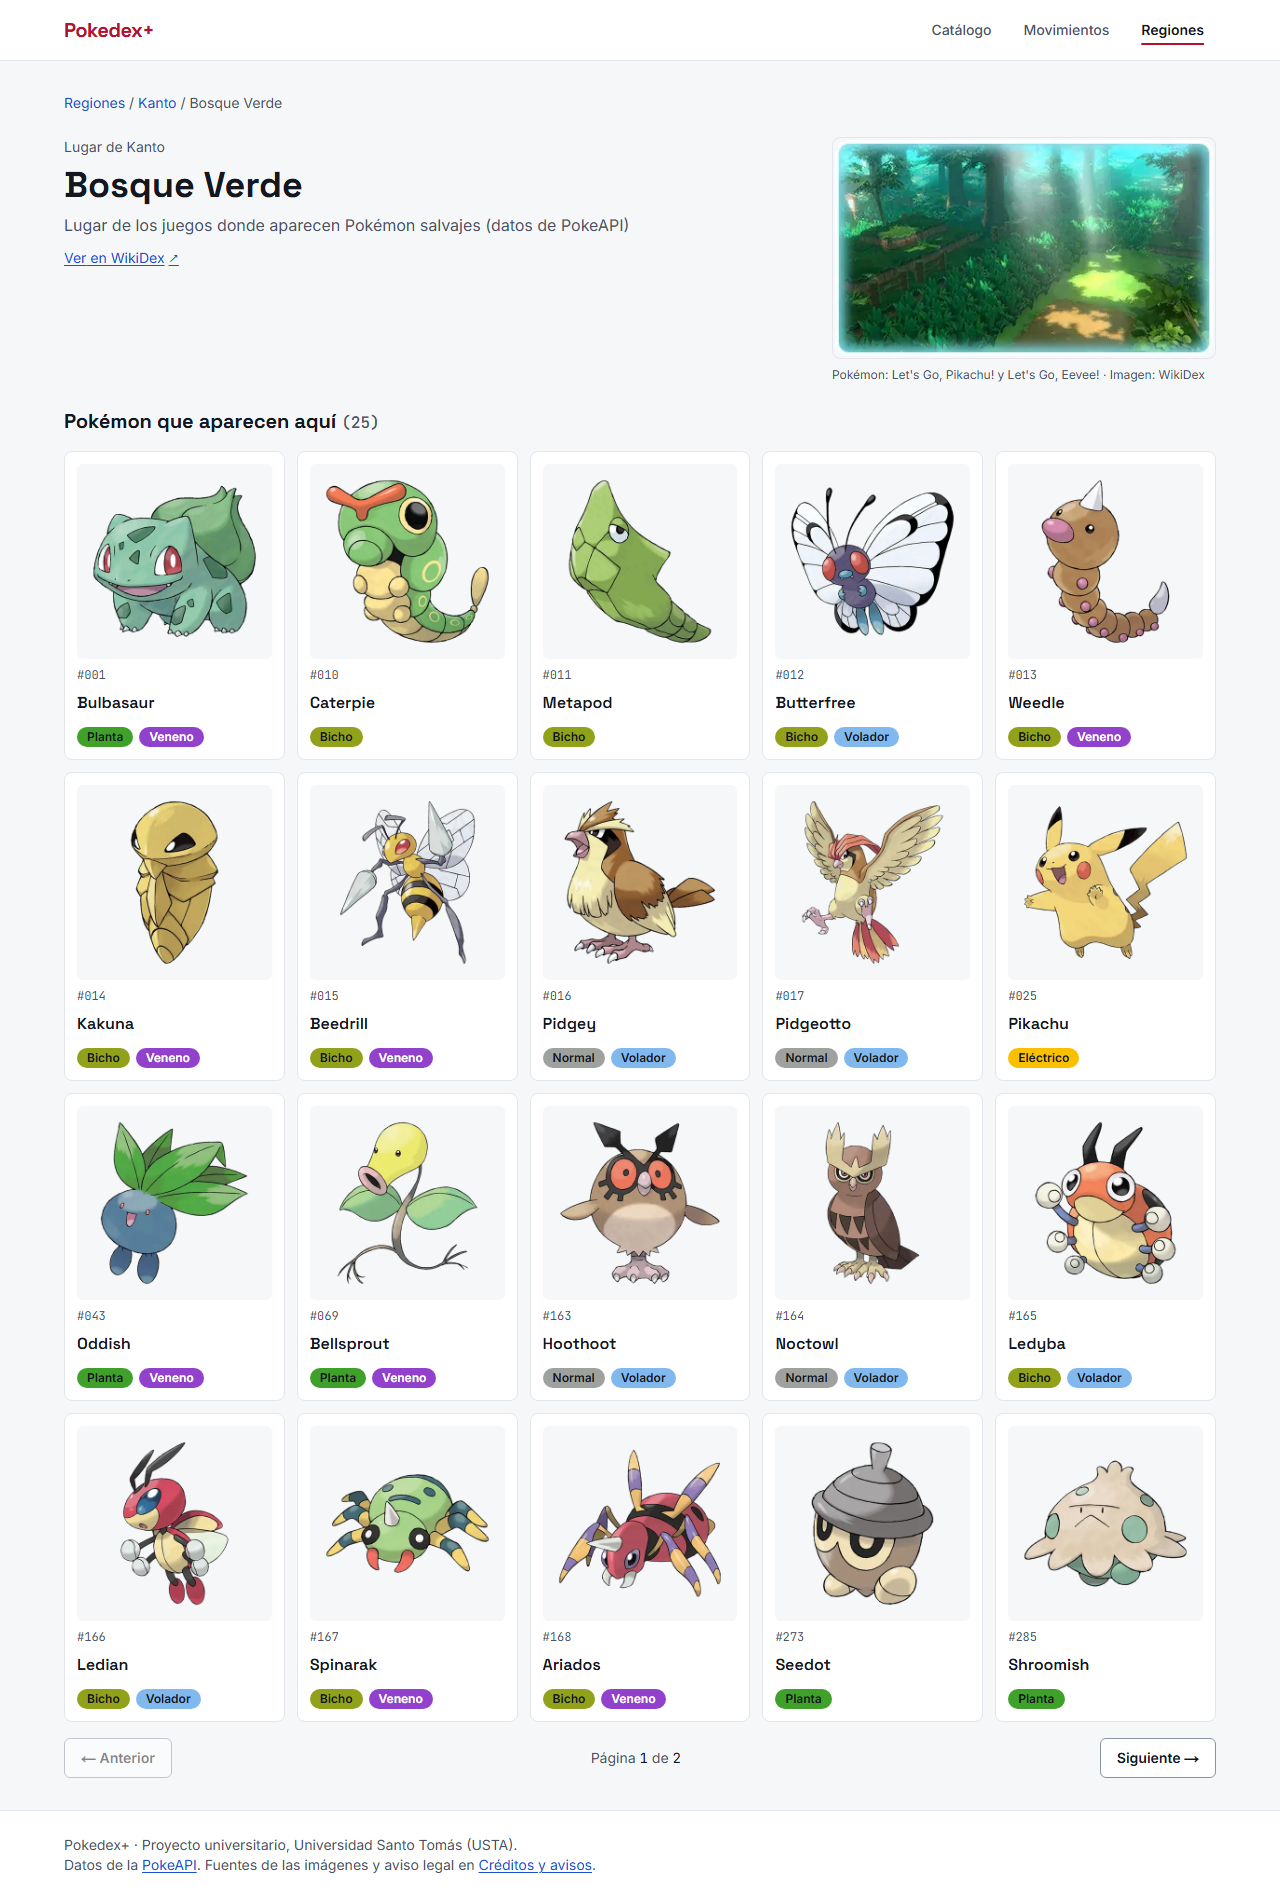 Pokedex+
Catálogo Movimientos Regiones
Regiones / Kanto / Bosque Verde
Lugar de Kanto
Bosque Verde
Lugar de los juegos donde aparecen Pokémon salvajes (datos de PokeAPI)
Ver en WikiDex ↗
Pokémon: Let's Go, Pikachu! y Let's Go, Eevee! · Imagen: WikiDex
Pokémon que aparecen aquí (25)
#001
Bulbasaur
Planta Veneno
#010
Caterpie
Bicho
#011
Metapod
Bicho
#012
Butterfree
Bicho Volador
#013
Weedle
Bicho Veneno
#014
Kakuna
Bicho Veneno
#015
Beedrill
Bicho Veneno
#016
Pidgey
Normal Volador
#017
Pidgeotto
Normal Volador
#025
Pikachu
Eléctrico
#043
Oddish
Planta Veneno
#069
Bellsprout
Planta Veneno
#163
Hoothoot
Normal Volador
#164
Noctowl
Normal Volador
#165
Ledyba
Bicho Volador
#166
Ledian
Bicho Volador
#167
Spinarak
Bicho Veneno
#168
Ariados
Bicho Veneno
#273
Seedot
Planta
#285
Shroomish
Planta
← Anterior
Página 1 de 2
Siguiente →
Pokedex+ · Proyecto universitario, Universidad Santo Tomás (USTA).
Datos de la PokeAPI. Fuentes de las imágenes y aviso legal en Créditos y avisos.